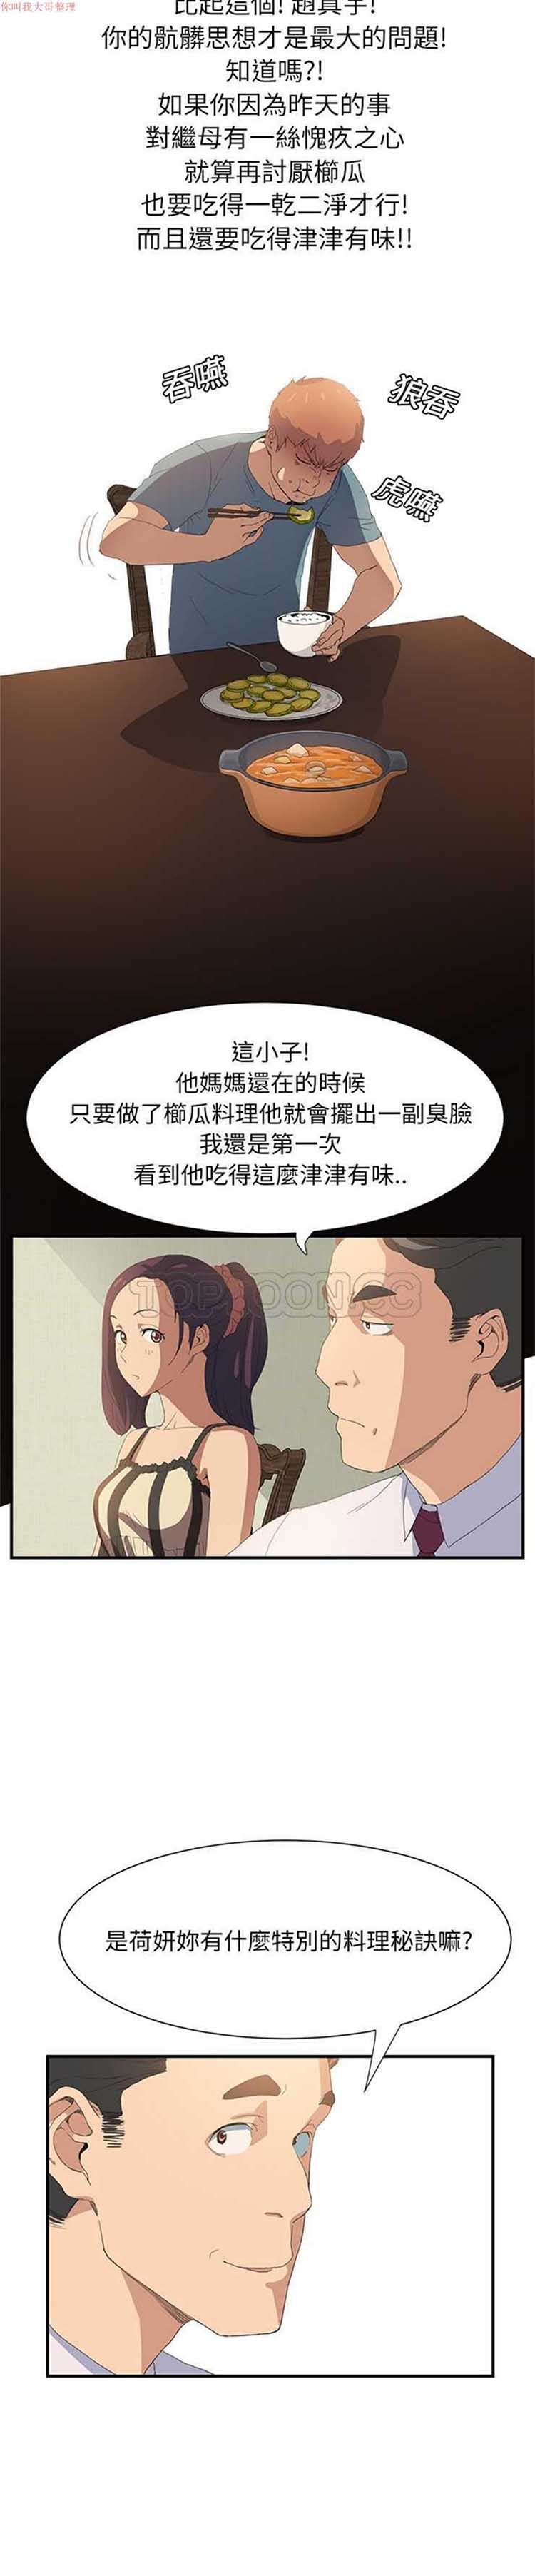 你叫我大哥整理
比起這個! 趙真宇!
你的骯髒思想才是最大的問題!
知道嗎?!
如果你因為昨天的事
對繼母有一絲愧疚之心
就算再討厭櫛瓜
也要吃得一乾二淨才行!
而且還要吃得津津有味!!
吞嚥
狼吞
虎嚥
這小子!
他媽媽還在的時候
只要做了櫛瓜料理他就會擺出一副臭臉
我還是第一次
看到他吃得這麼津津有味..
TOPTOON.CC
是荷妍妳有什麼特別的料理秘訣嘛?